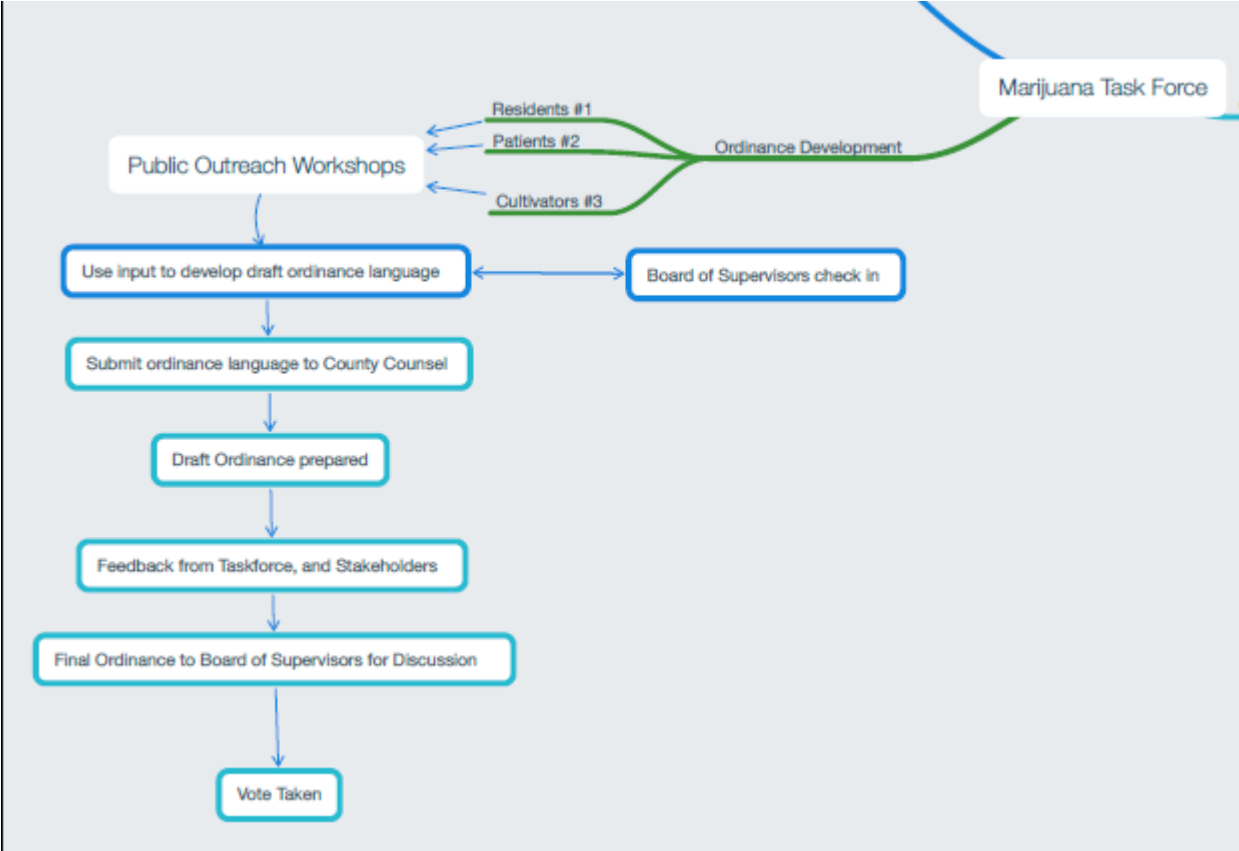 Marijuana Task Force
Residents #1
Patients #2
Ordinance Development
Public Outreach Workshops
Cultivators #3
Use input to develop draft ordinance language
Board of Supervisors check in
Submit ordinance language to County Counsel
Draft Ordinance prepared
Feedback from Taskforce, and Stakeholders
Final Ordinance to Board of Supervisors for Discussion
Vote Taken